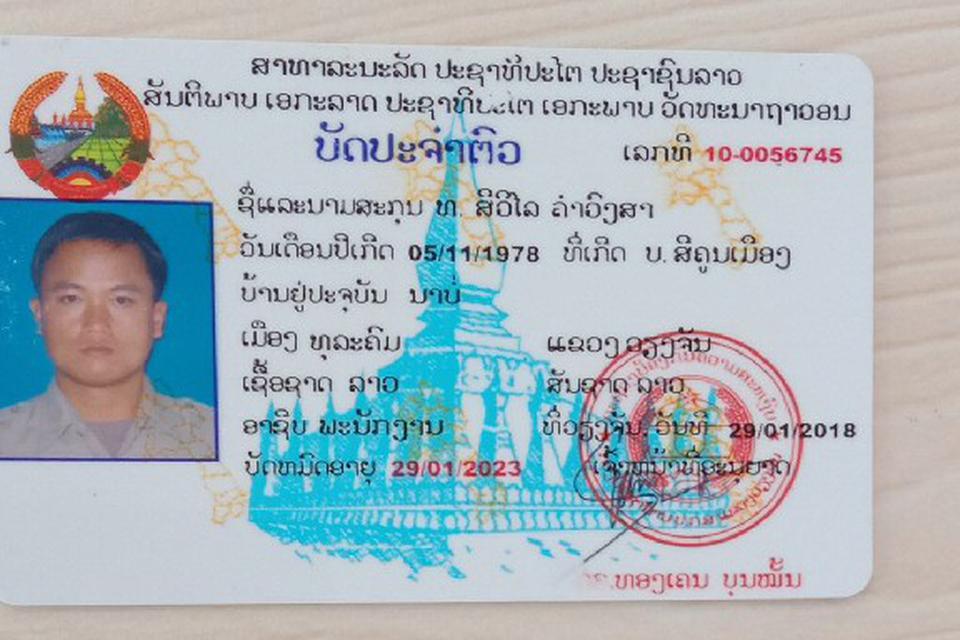 ສາທາລະນະລັດ ປະຊາທິປະໄຕ ປະຊາຊົນລາວ
ສັນຕິພາບ ເອກະລາດ ປະຊາທິປະໄຕ ເອກະພາບ ວັດທະນາຖາວອນ
ບັດປະຈຳຕົວ
ເລກທີ 10-0056745
ຊື່ແລະນາມສະກຸນ ທ. ສີວິໄລ ຄຳວົງສາ
ວັນເດືອນປີເກີດ 05/11/1978 ທີ່ເກີດ ບ. ສີຄູນເມືອງ
ບ້ານຢູ່ປະຈຸບັນ ນາບົ່
ເມືອງ ທຸລະຄົມ ແຂວງ ວຽງຈັນ
ເຊື້ອຊາດ ລາວ ສັນຊາດ ລາວ
ອາຊີບ ພະນັກງານ ທີ່ວຽງຈັນ ວັນທີ 29/01/2018
ບັດຫມົດອາຍຸ 29/01/2023 ເຈົ້າຫນ້າທີ່ອະນຸຍາດ
ທອງເຄນ ບຸນໝັ້ນ